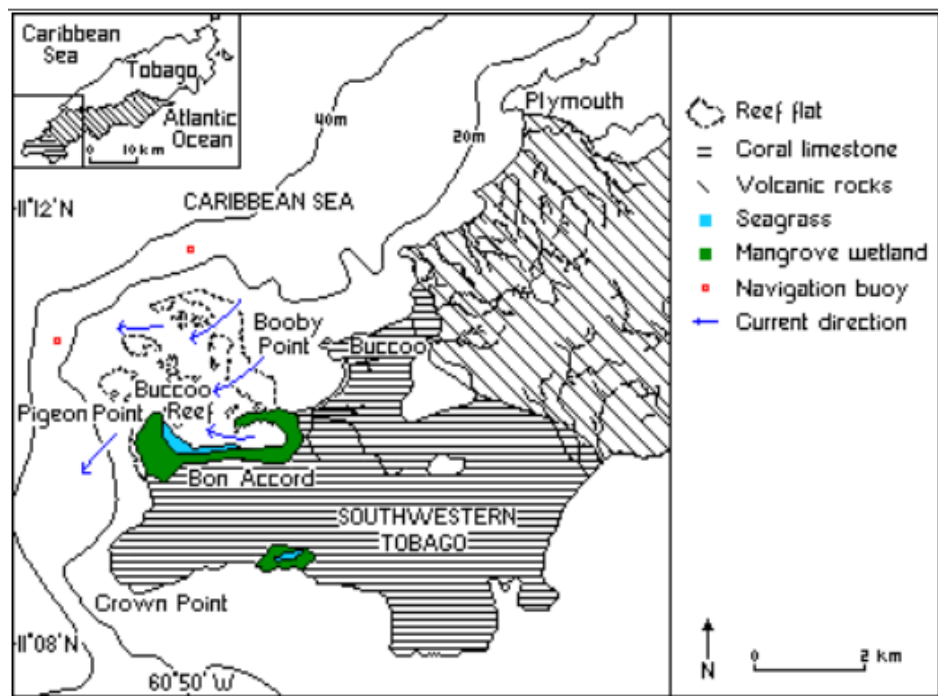 Caribbean
Sea
Tobago
Atlantic
Ocean
0 10 km
40m
20m
Plymouth
11°12' N
CARIBBEAN SEA
Booby
Point
Buccoo
Buccoo
Reef
Pigeon Point
Bon Accord
SOUTHWESTERN
TOBAGO
Crown Point
11°08' N
60°50' W
Reef flat
Coral limestone
Volcanic rocks
Seagrass
Mangrove wetland
Navigation buoy
Current direction
N
0 2 km